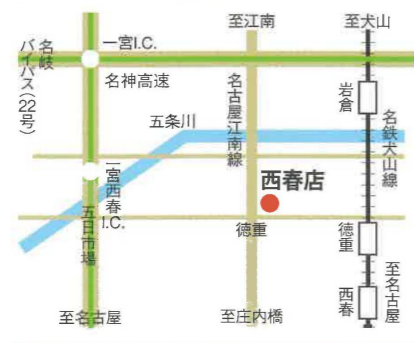 至江南
至犬山
一宮I.C.
名岐
バイパス(22号)
名神高速
名古屋江南線
岩倉
名鉄犬山線
五条川
西春店
一宮西春
I.C.
五日市場
徳重
徳重
至名古屋
西春
至名古屋
至庄内橋